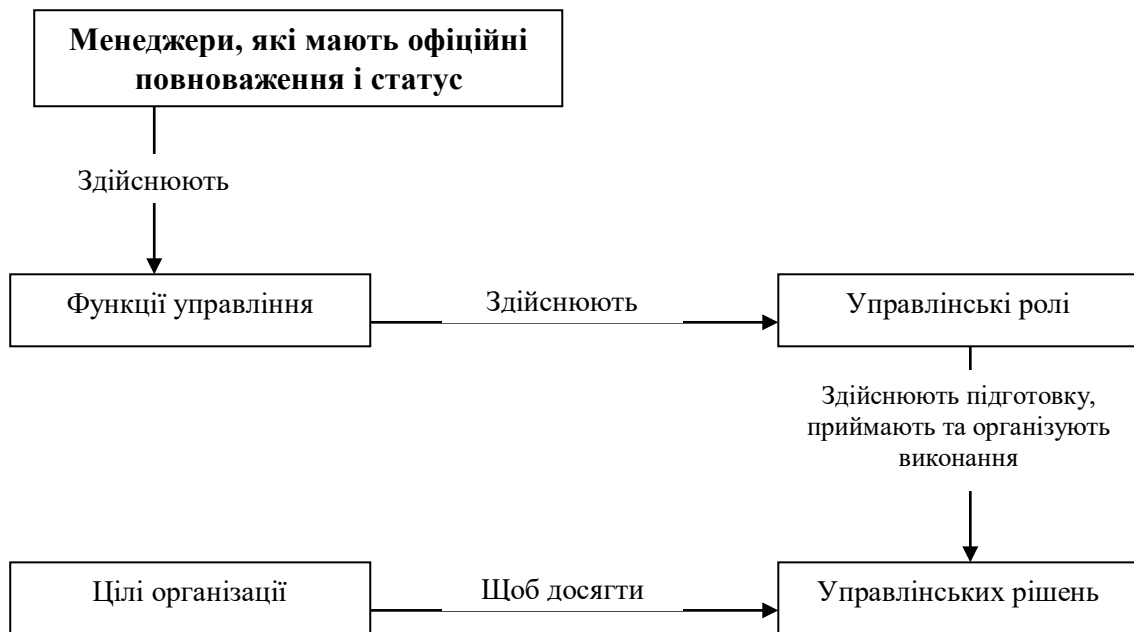 Менеджери, які мають офіційні
повноваження і статус
Здійснюють
Функції управління
Здійснюють
Управлінські ролі
Здійснюють підготовку,
приймають та організують
виконання
Цілі організації
Щоб досягти
Управлінських рішень